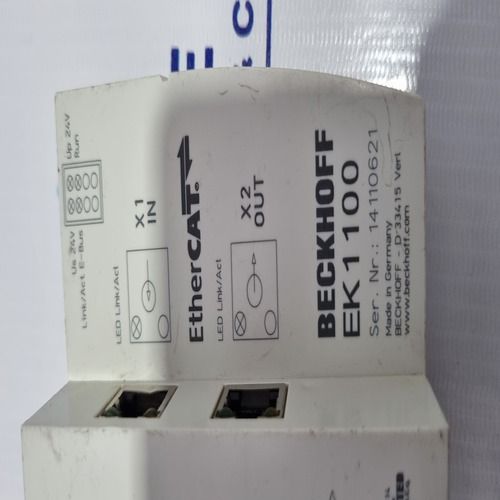 Up 24V
Run
Us 24V
Link/Act E-Bus
X1
IN
LED Link/Act
EtherCAT®
X2
OUT
LED Link/Act
BECKHOFF
EK1100
Ser. Nr.: 14110621
Made in Germany
BECKHOFF - D-33415 Verl
www.beckhoff.com